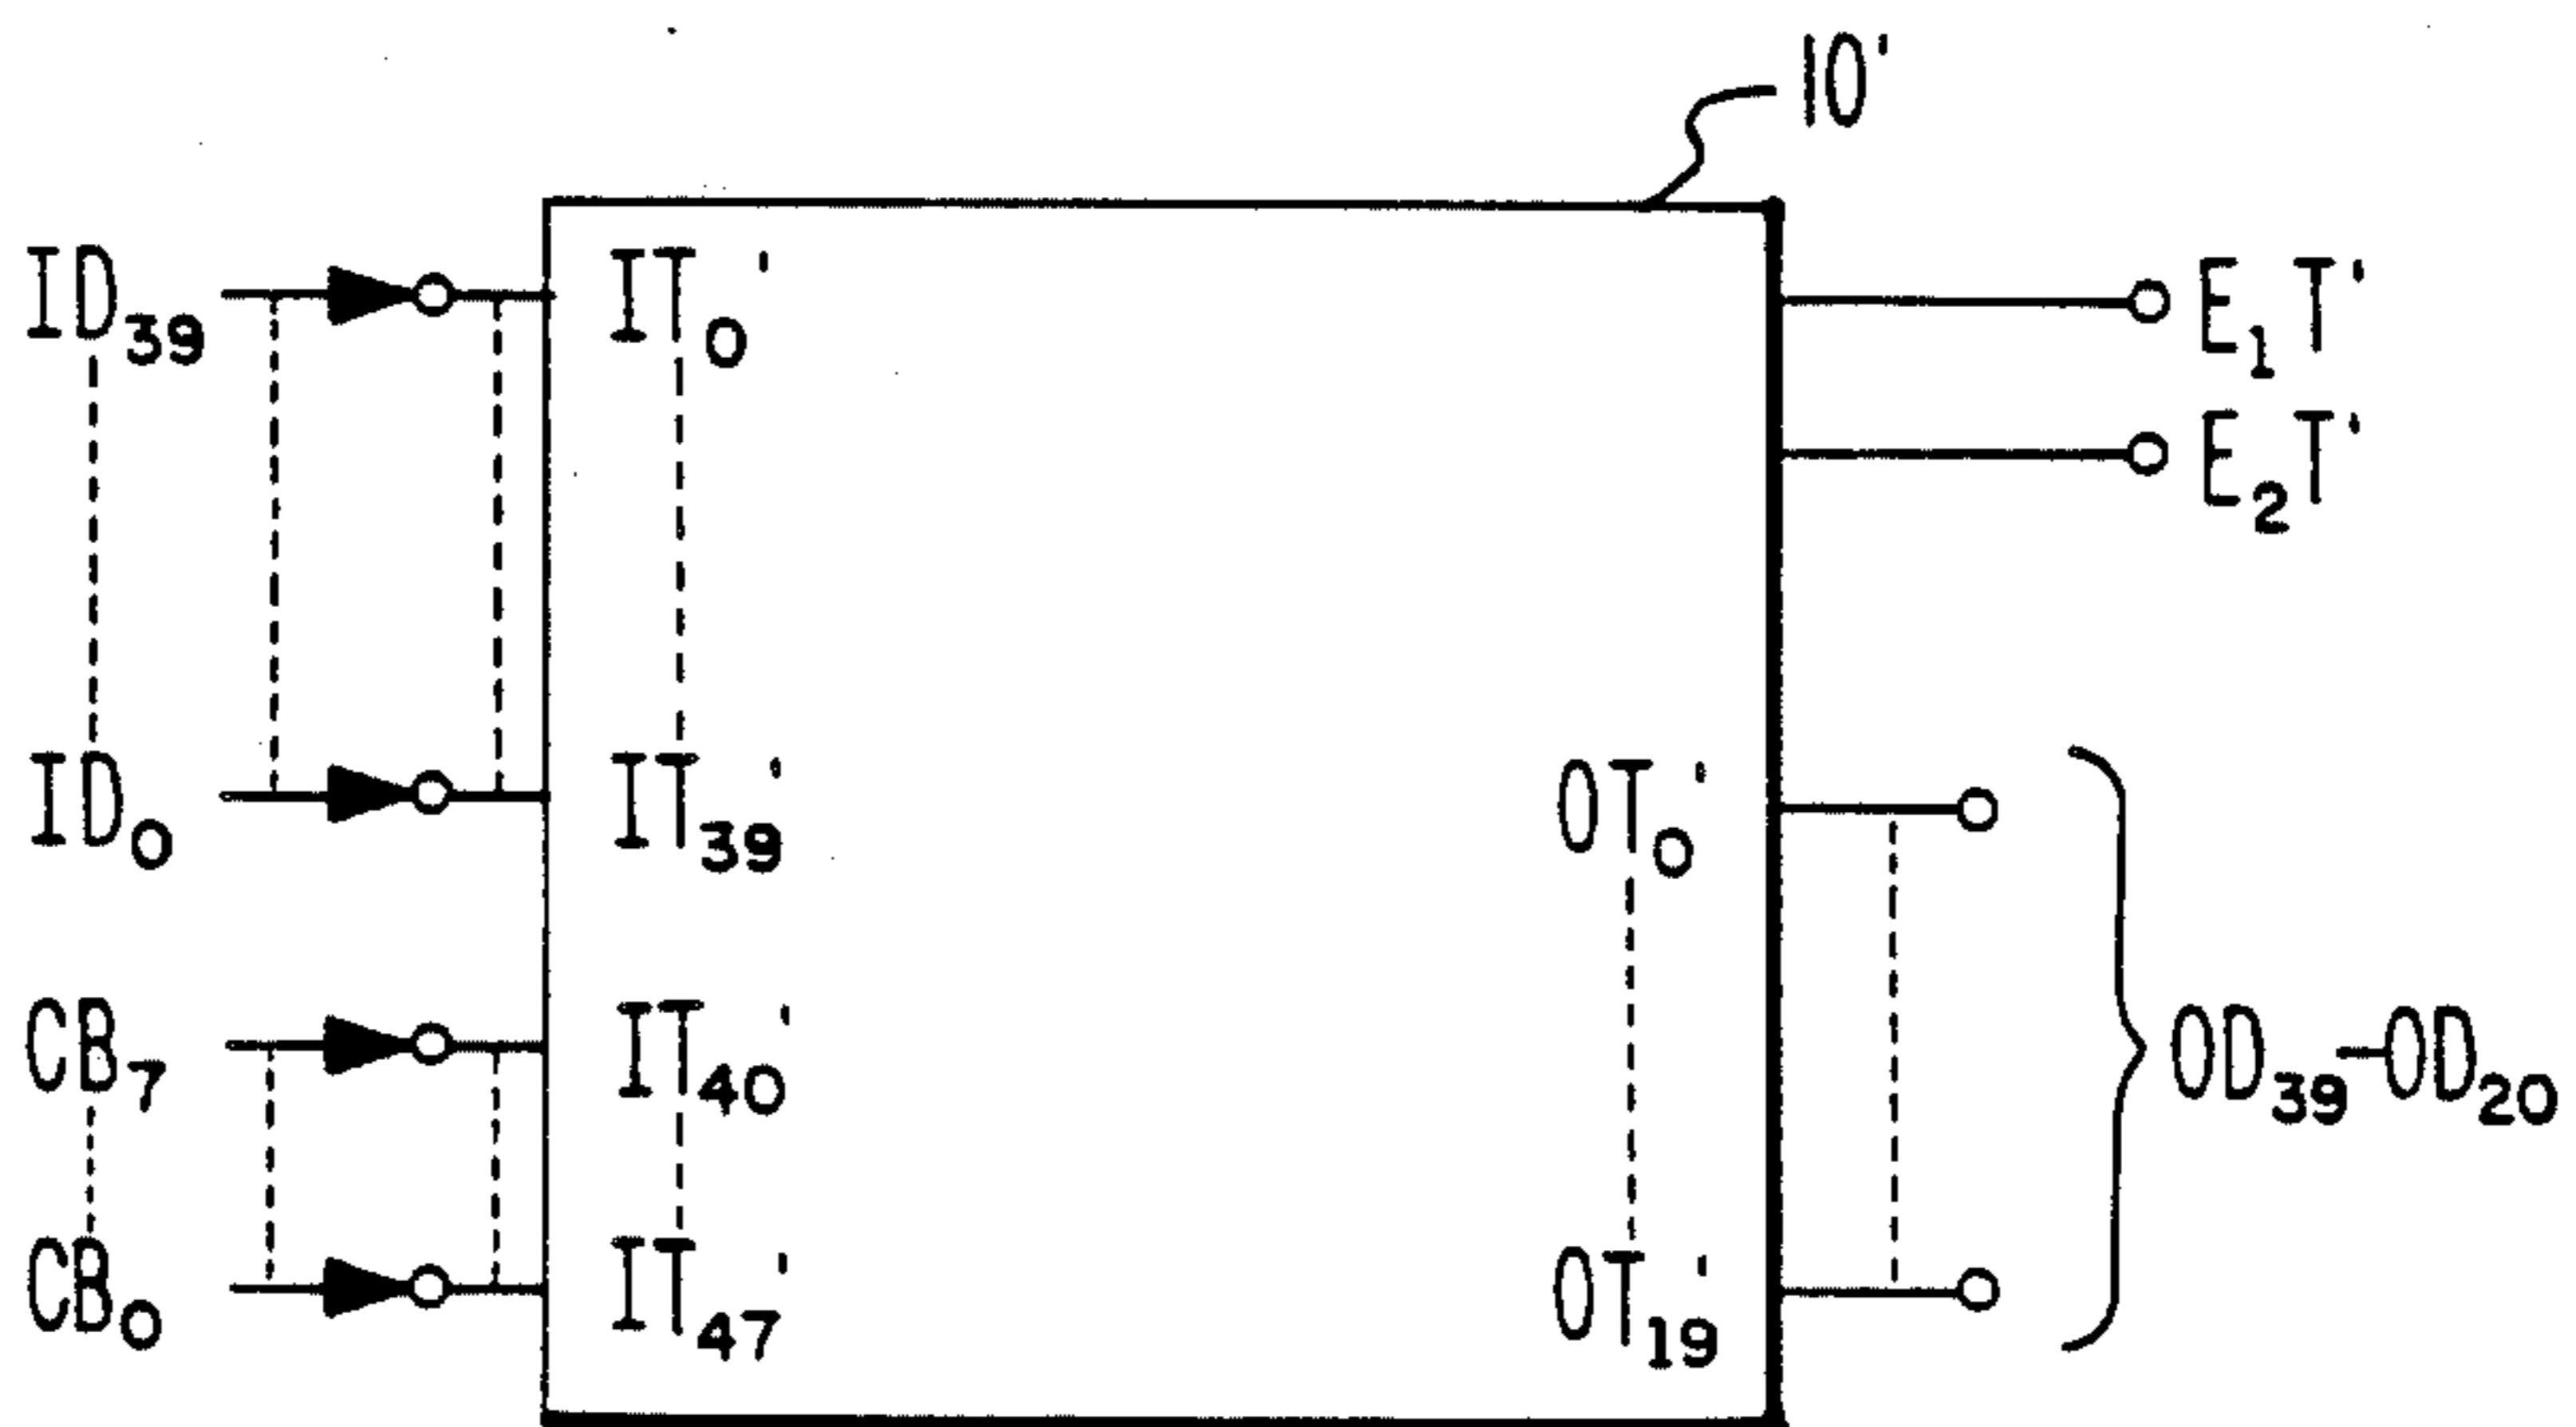 10'
ID₃₉ IT₀' E₁T'
E₂T'
ID₀ IT₃₉' OT₀'
CB₇ IT₄₀' OD₃₉-OD₂₀
CB₀ IT₄₇' OT₁₉'